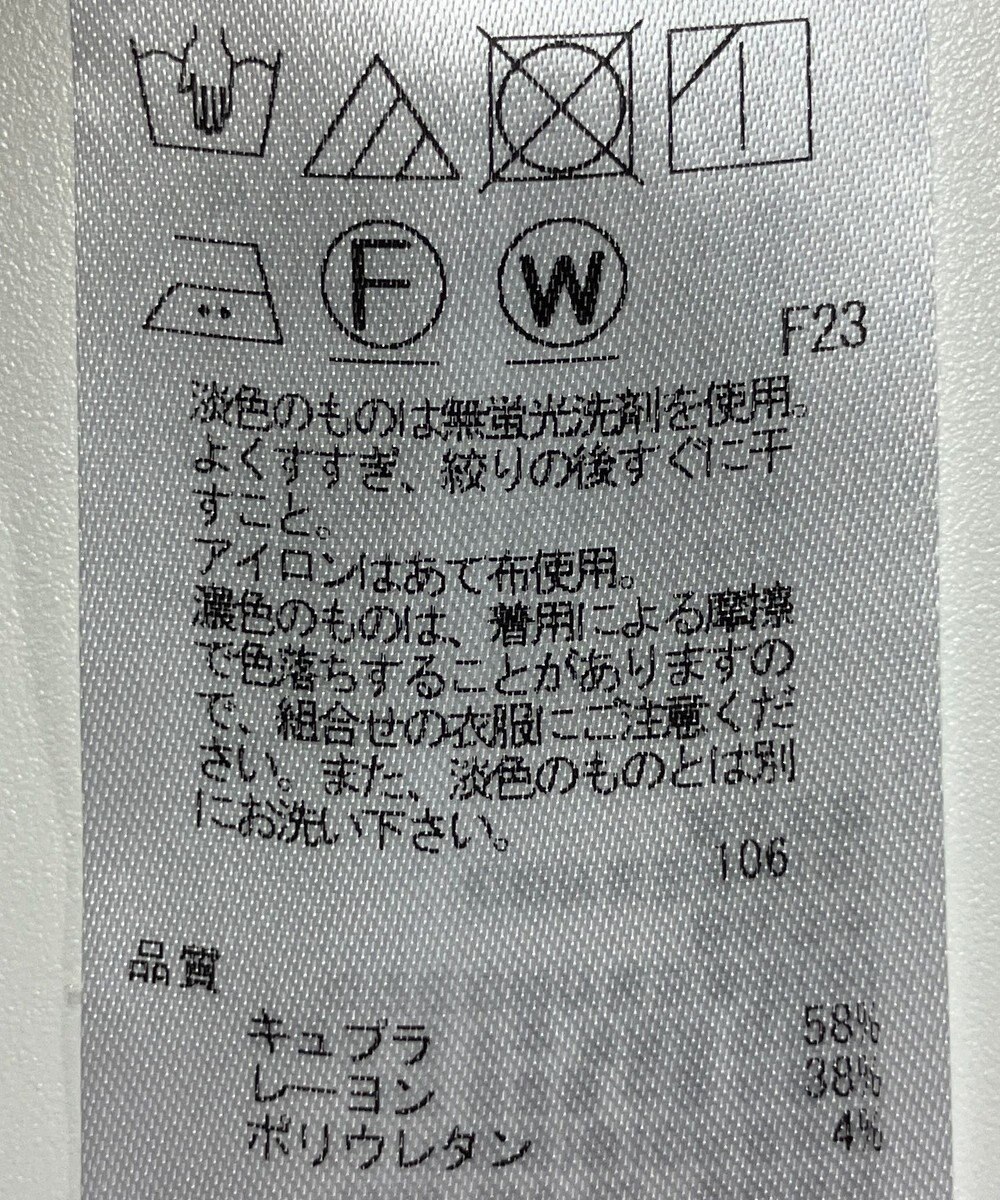 F
W
F23
淡色のものは無蛍光洗剤を使用。
よくすすぎ、絞りの後すぐに干
すこと。
アイロンはあて布使用。
濃色のものは、着用による摩擦
で色落ちすることがありますの
で、組合せの衣服にご注意くだ
さい。また、淡色のものとは別
にお洗い下さい。
106
品質
キュプラ 58%
レーヨン 38%
ポリウレタン 4%